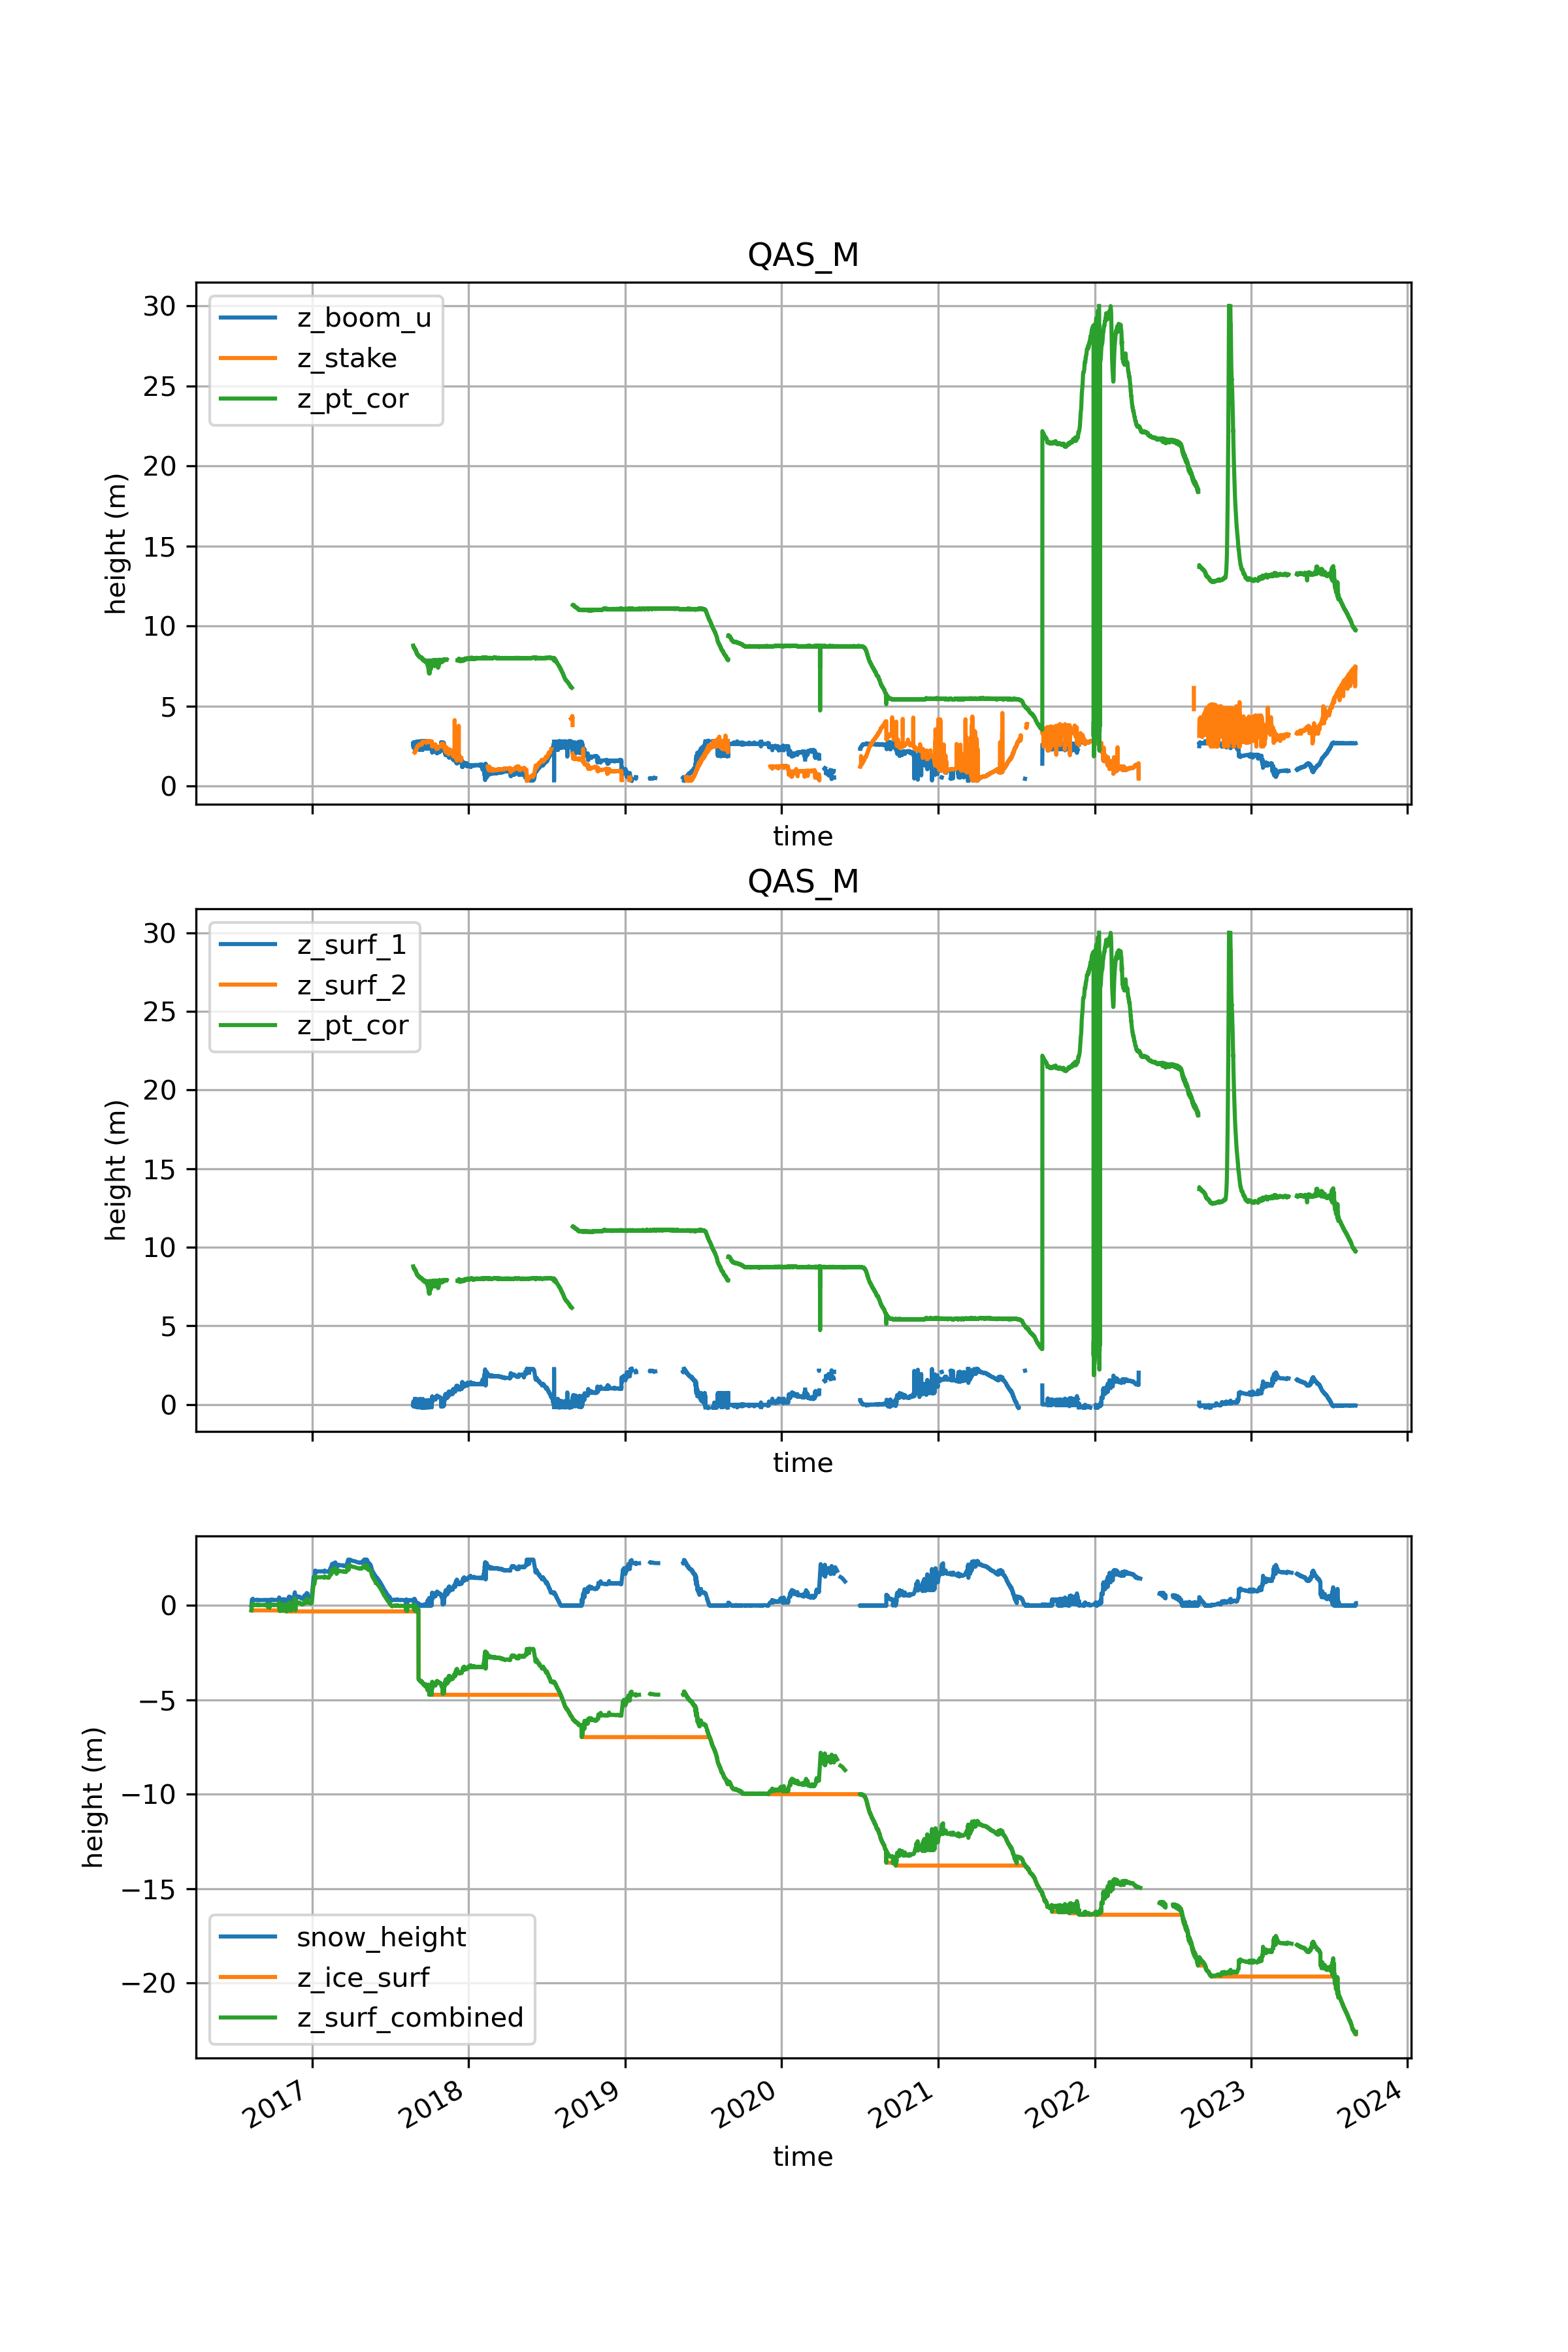 QAS_M
z_boom_u
z_stake
z_pt_cor
30
25
20
15
10
5
0
height (m)
time
QAS_M
z_surf_1
z_surf_2
z_pt_cor
30
25
20
15
10
5
0
height (m)
time
0
−5
−10
−15
−20
height (m)
snow_height
z_ice_surf
z_surf_combined
2017
2018
2019
2020
2021
2022
2023
2024
time